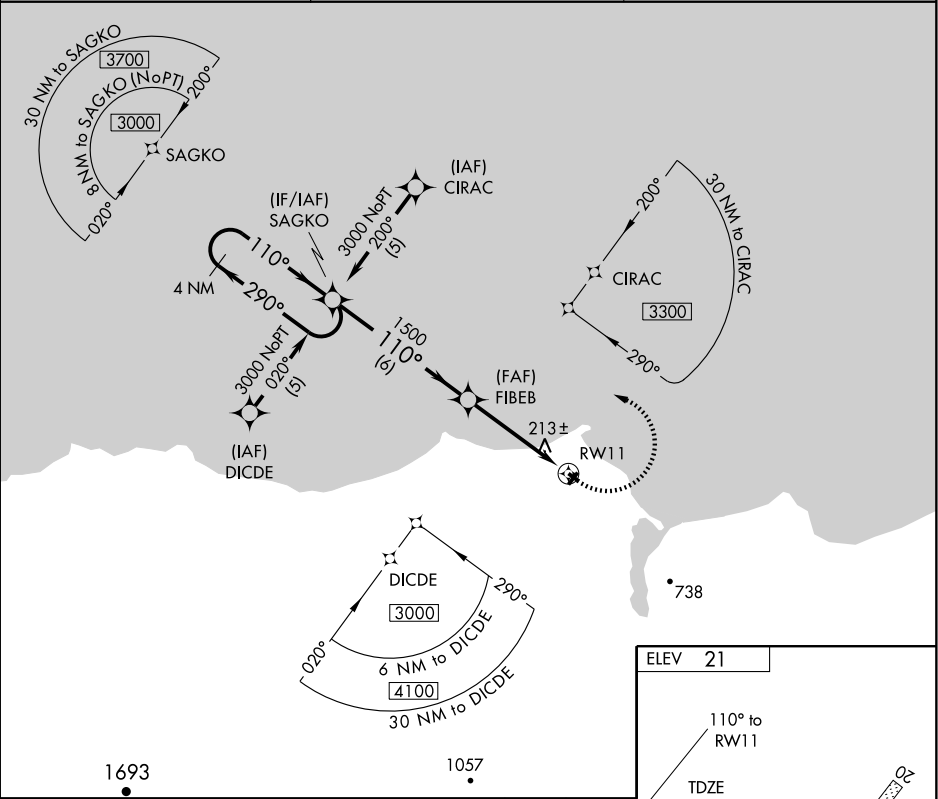 30 NM to SAGKO
3700
8 NM to SAGKO (NoPT)
3000
200°
020°
SAGKO
(IAF)
CIRAC
(IF/IAF)
SAGKO
3000 NoPT
200°
(5)
110°
4 NM
290°
3000 NoPT
020°
(5)
(IAF)
DICDE
1500
110°
(6)
(FAF)
FIBEB
213±
RW11
200°
30 NM to CIRAC
CIRAC
3300
290°
DICDE
3000
290°
020°
6 NM to DICDE
4100
30 NM to DICDE
738
1693
1057
ELEV 21
110° to
RW11
TDZE
20